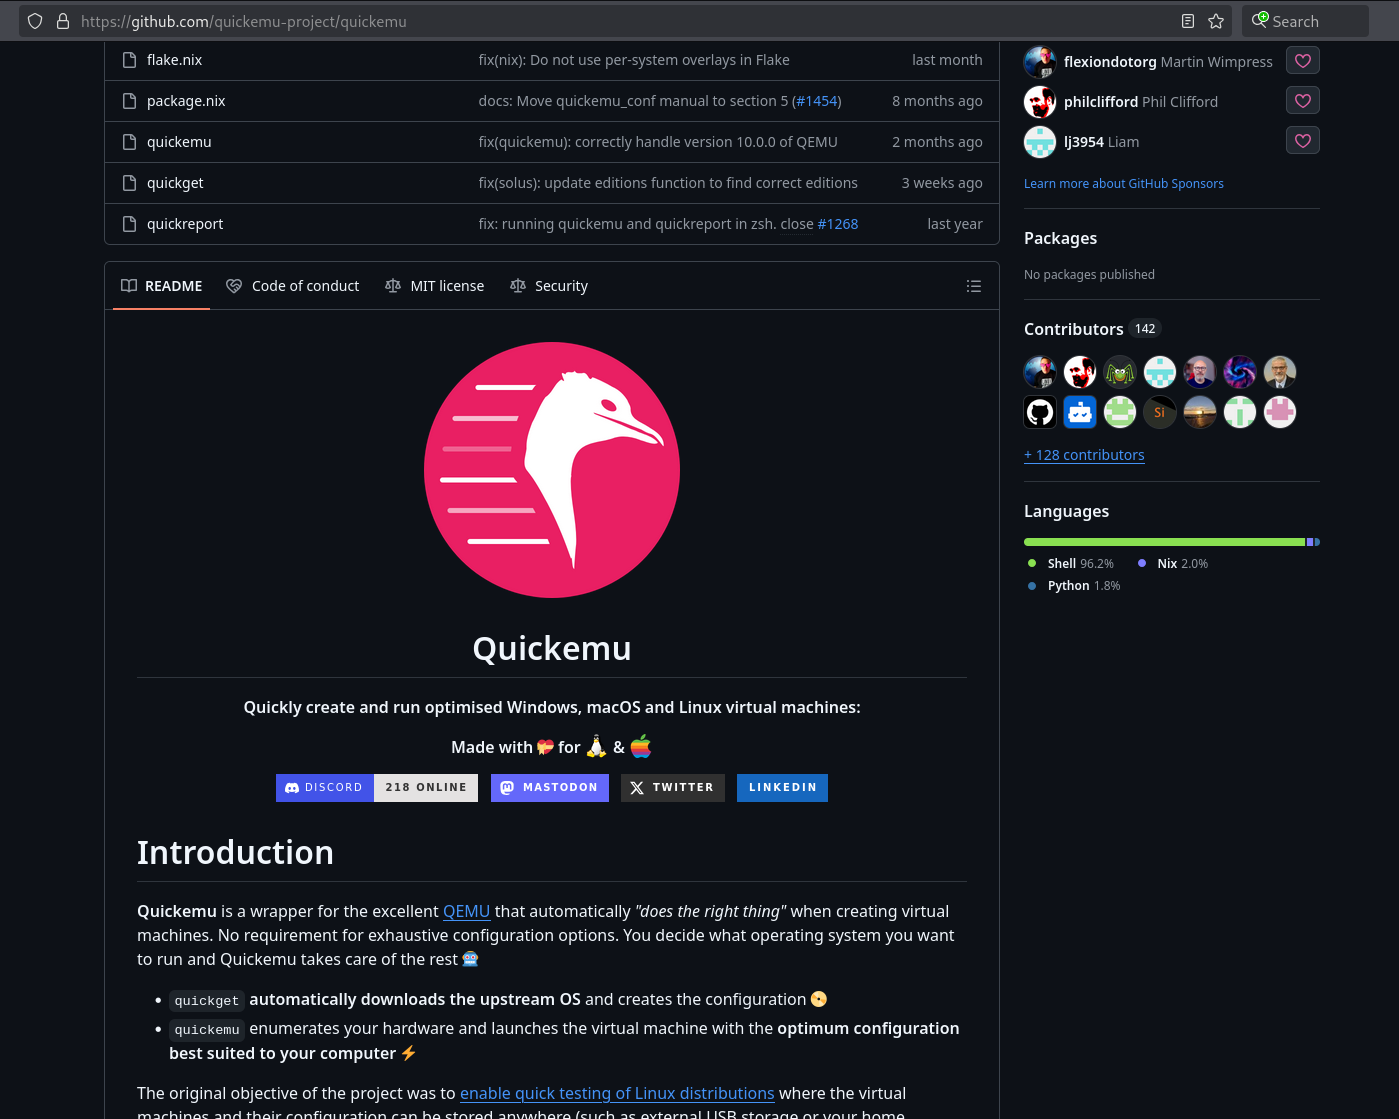 https://github.com/quickemu-project/quickemu
Search
flake.nix fix(nix): Do not use per-system overlays in Flake last month
package.nix docs: Move quickemu_conf manual to section 5 (#1454) 8 months ago
quickemu fix(quickemu): correctly handle version 10.0.0 of QEMU 2 months ago
quickget fix(solus): update editions function to find correct editions 3 weeks ago
quickreport fix: running quickemu and quickreport in zsh. close #1268 last year
README Code of conduct MIT license Security
Quickemu
Quickly create and run optimised Windows, macOS and Linux virtual machines:
Made with 💝 for 🐧 & 🍏
DISCORD 218 ONLINE MASTODON TWITTER LINKEDIN
Introduction
Quickemu is a wrapper for the excellent QEMU that automatically "does the right thing" when creating virtual
machines. No requirement for exhaustive configuration options. You decide what operating system you want
to run and Quickemu takes care of the rest 🤖
• quickget automatically downloads the upstream OS and creates the configuration 📀
• quickemu enumerates your hardware and launches the virtual machine with the optimum configuration
best suited to your computer ⚡
The original objective of the project was to enable quick testing of Linux distributions where the virtual
machines and their configuration can be stored anywhere (such as external USB storage or your home
flexiondotorg Martin Wimpress
philclifford Phil Clifford
lj3954 Liam
Learn more about GitHub Sponsors
Packages
No packages published
Contributors 142
Si
+ 128 contributors
Languages
Shell 96.2% Nix 2.0%
Python 1.8%